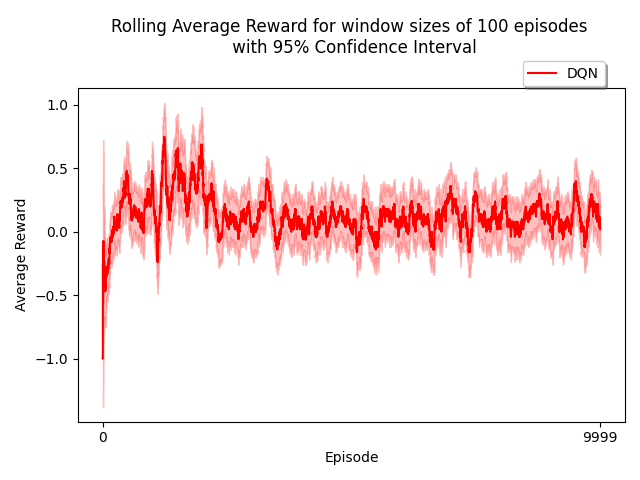 Rolling Average Reward for window sizes of 100 episodes
with 95% Confidence Interval
DQN
1.0
0.5
0.0
−0.5
−1.0
Average Reward
0
9999
Episode